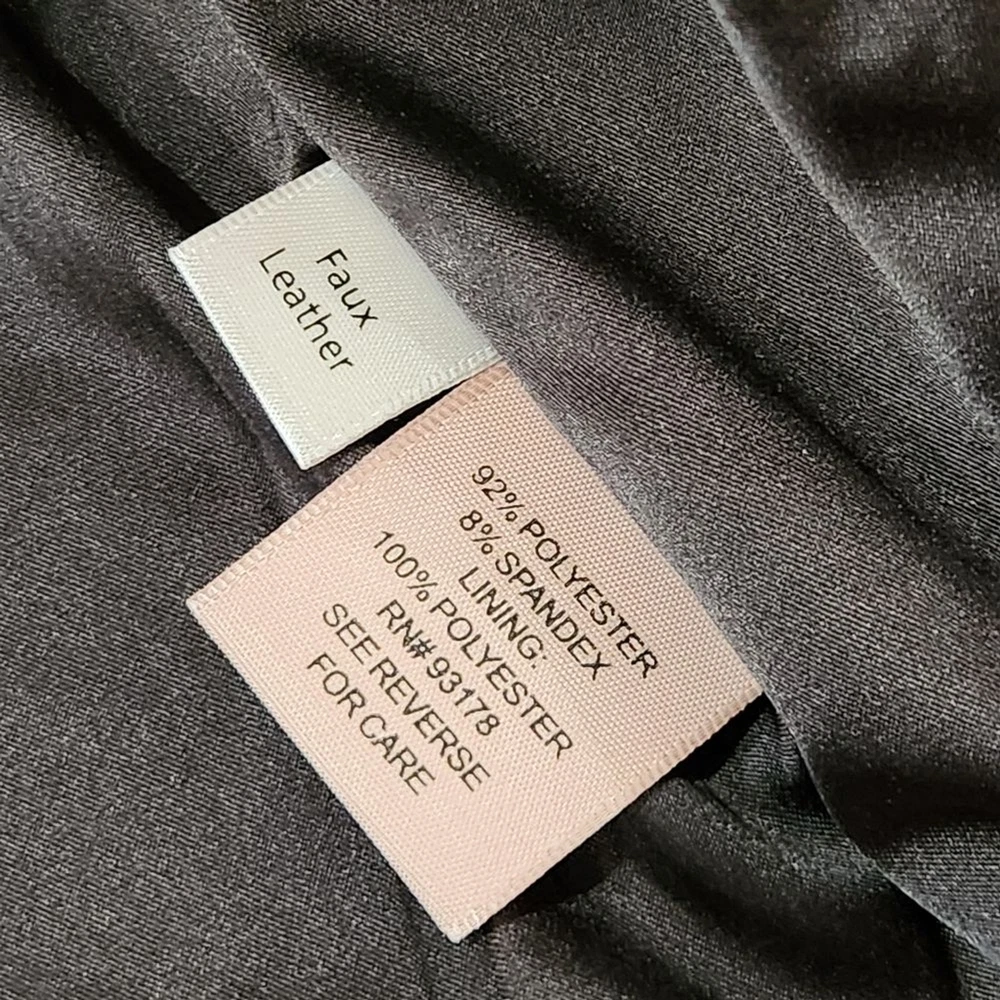 Faux
Leather
92% POLYESTER
8% SPANDEX
LINING:
100% POLYESTER
RN# 93178
SEE REVERSE
FOR CARE